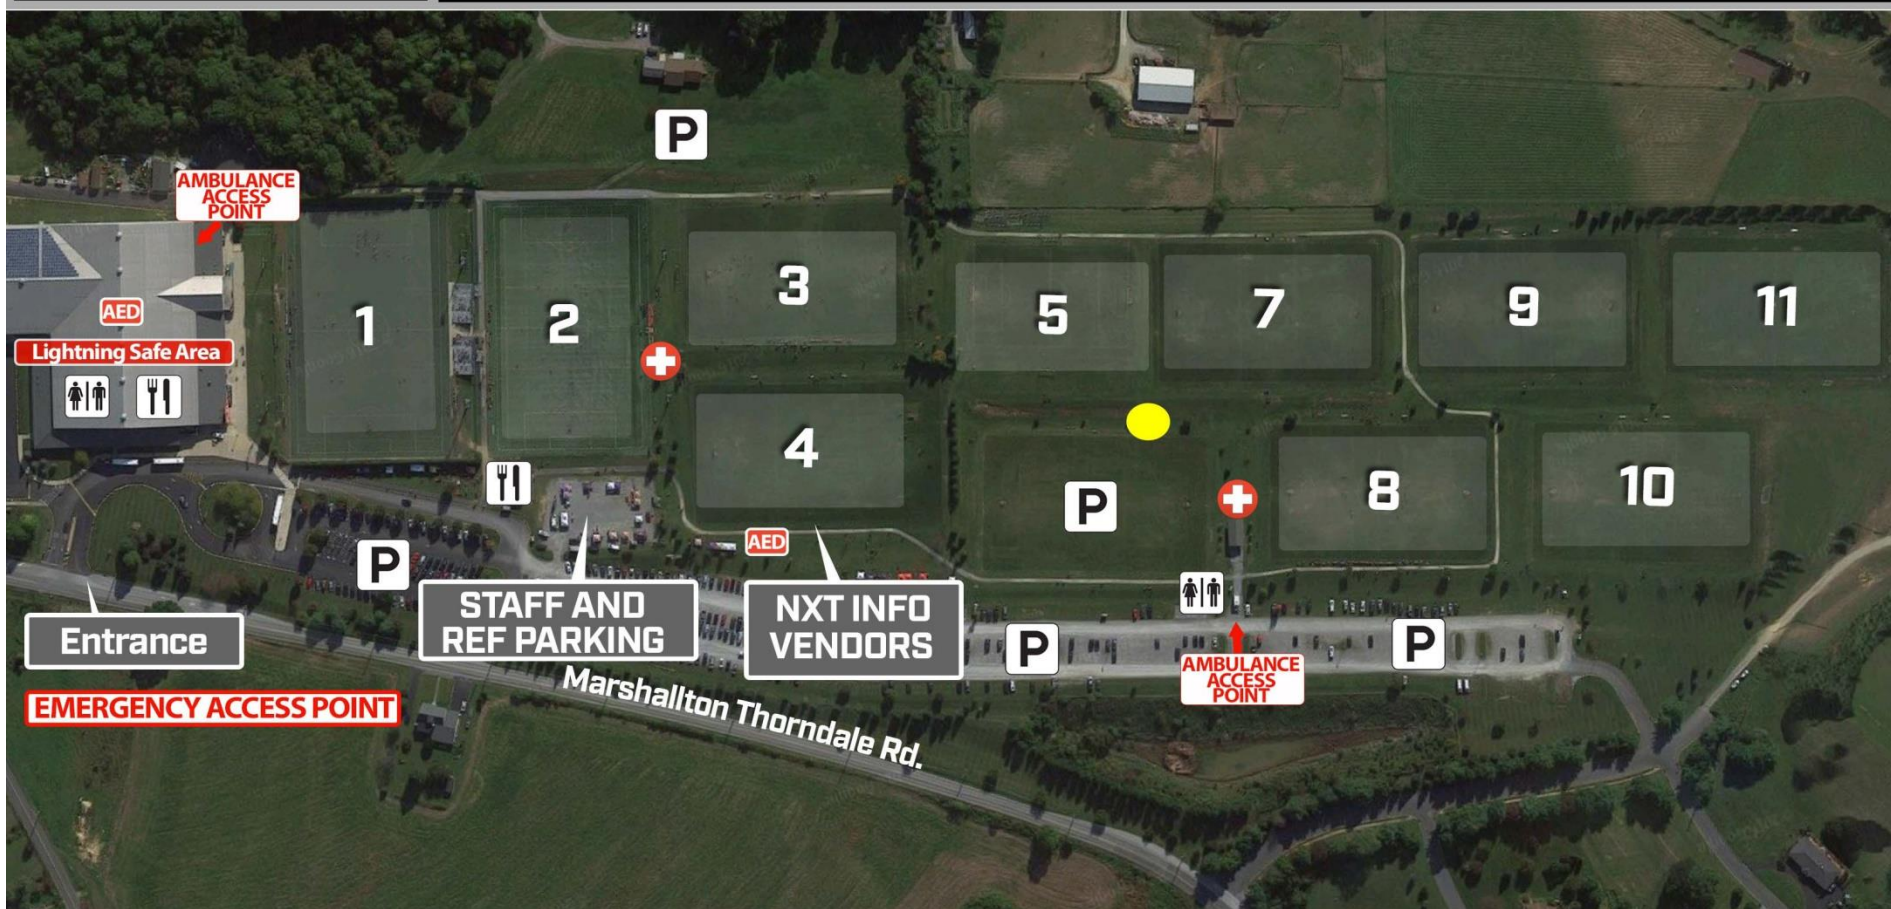 P
AMBULANCE
ACCESS
POINT
1
2
3
5
7
9
11
AED
Lightning Safe Area
4
P
8
10
AED
P
STAFF AND
REF PARKING
NXT INFO
VENDORS
Entrance
P
P
AMBULANCE
ACCESS
POINT
EMERGENCY ACCESS POINT
Marshallton Thorndale Rd.